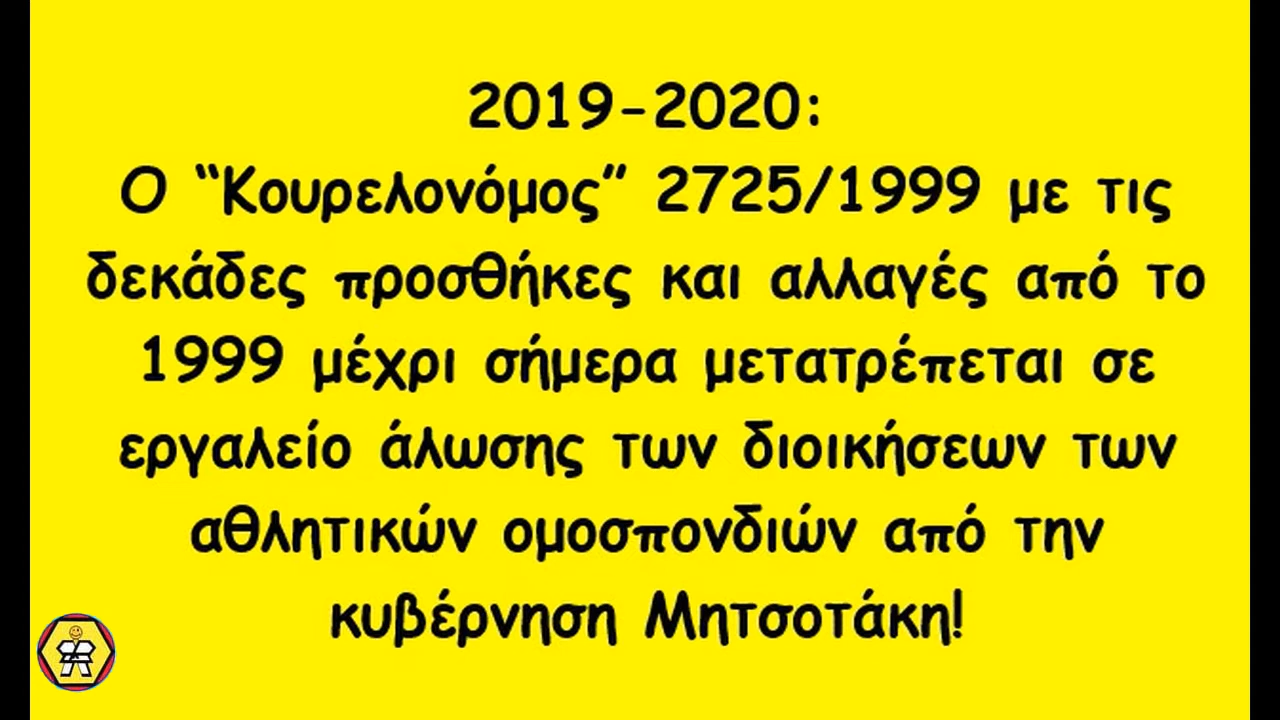 2019-2020:
Ο “Κουρελονόμος” 2725/1999 με τις
δεκάδες προσθήκες και αλλαγές από το
1999 μέχρι σήμερα μετατρέπεται σε
εργαλείο άλωσης των διοικήσεων των
αθλητικών ομοσπονδιών από την
κυβέρνηση Μητσοτάκη!